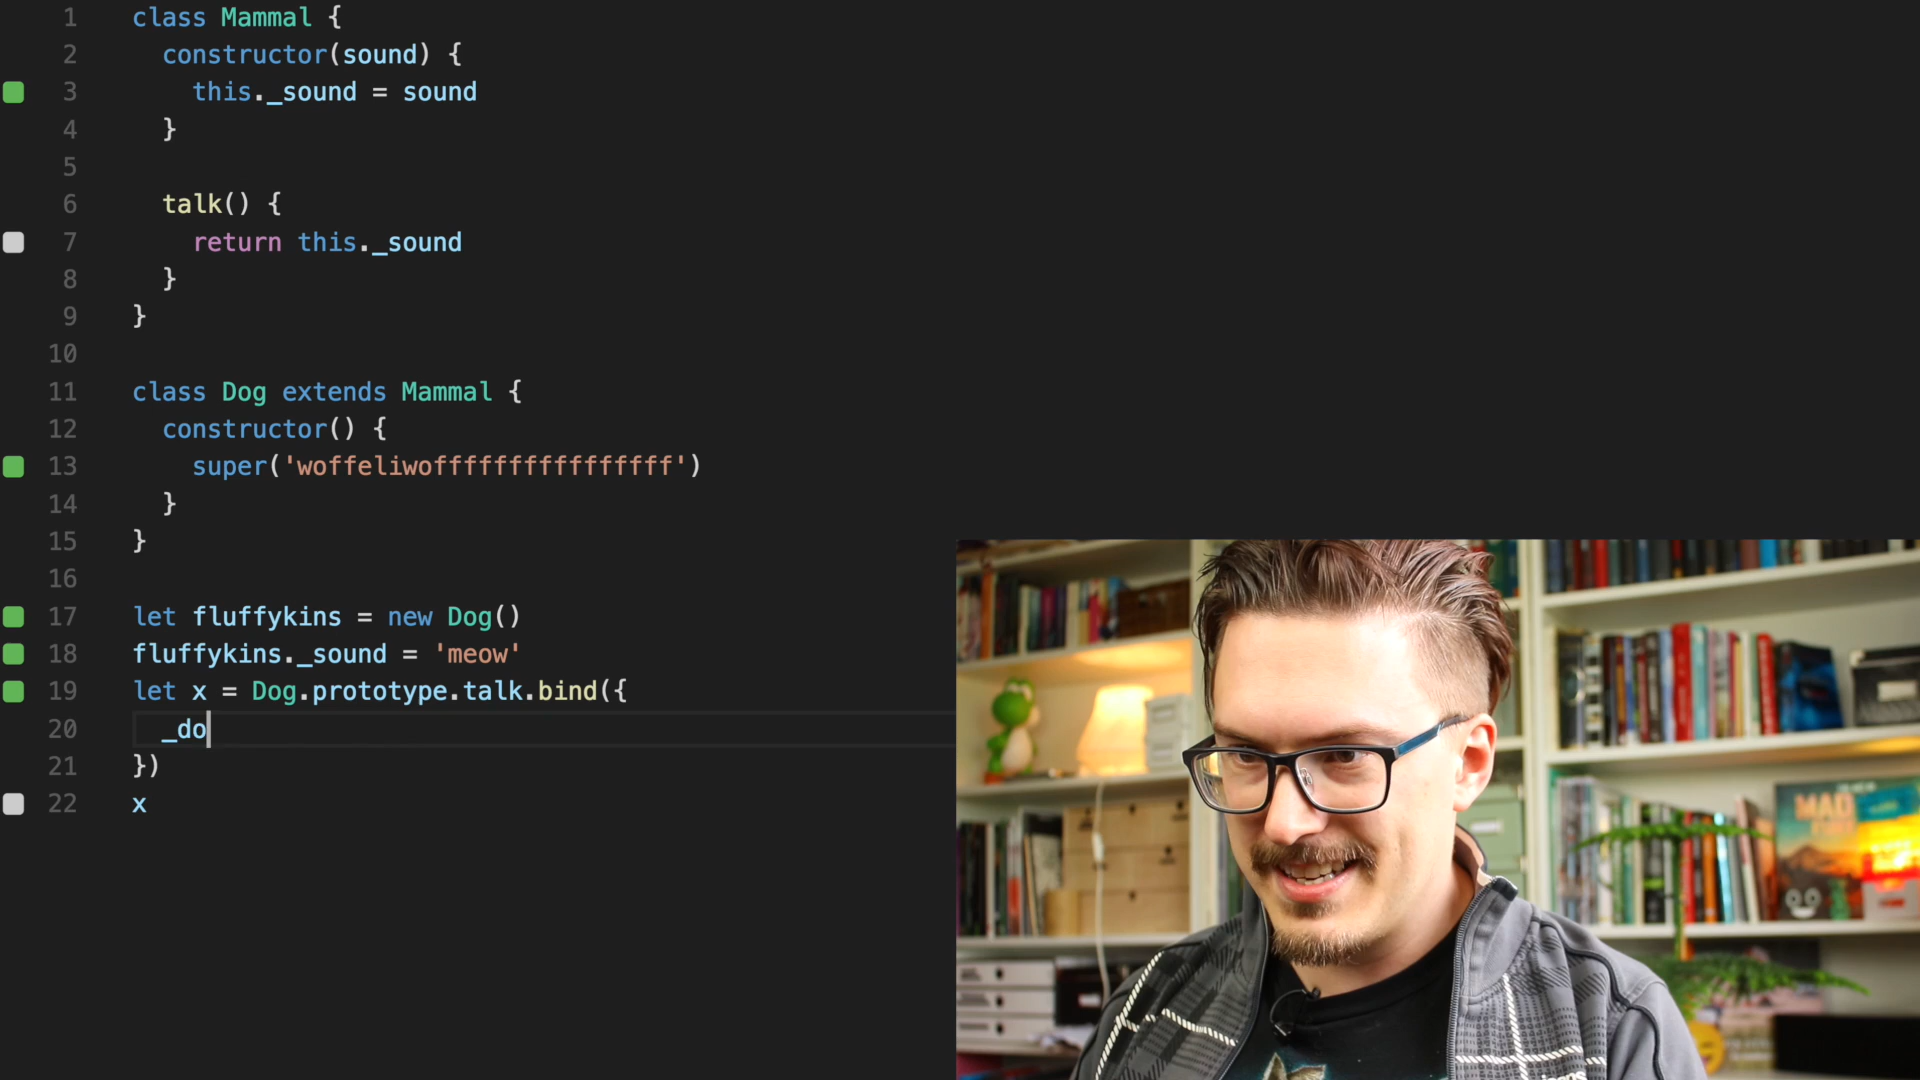 1 class Mammal {
2 constructor(sound) {
3 this._sound = sound
4 }
5
6 talk() {
7 return this._sound
8 }
9 }
10
11 class Dog extends Mammal {
12 constructor() {
13 super('woffeliwoffffffffffffffff')
14 }
15 }
16
17 let fluffykins = new Dog()
18 fluffykins._sound = 'meow'
19 let x = Dog.prototype.talk.bind({
20 _do
21 })
22 x
MAD